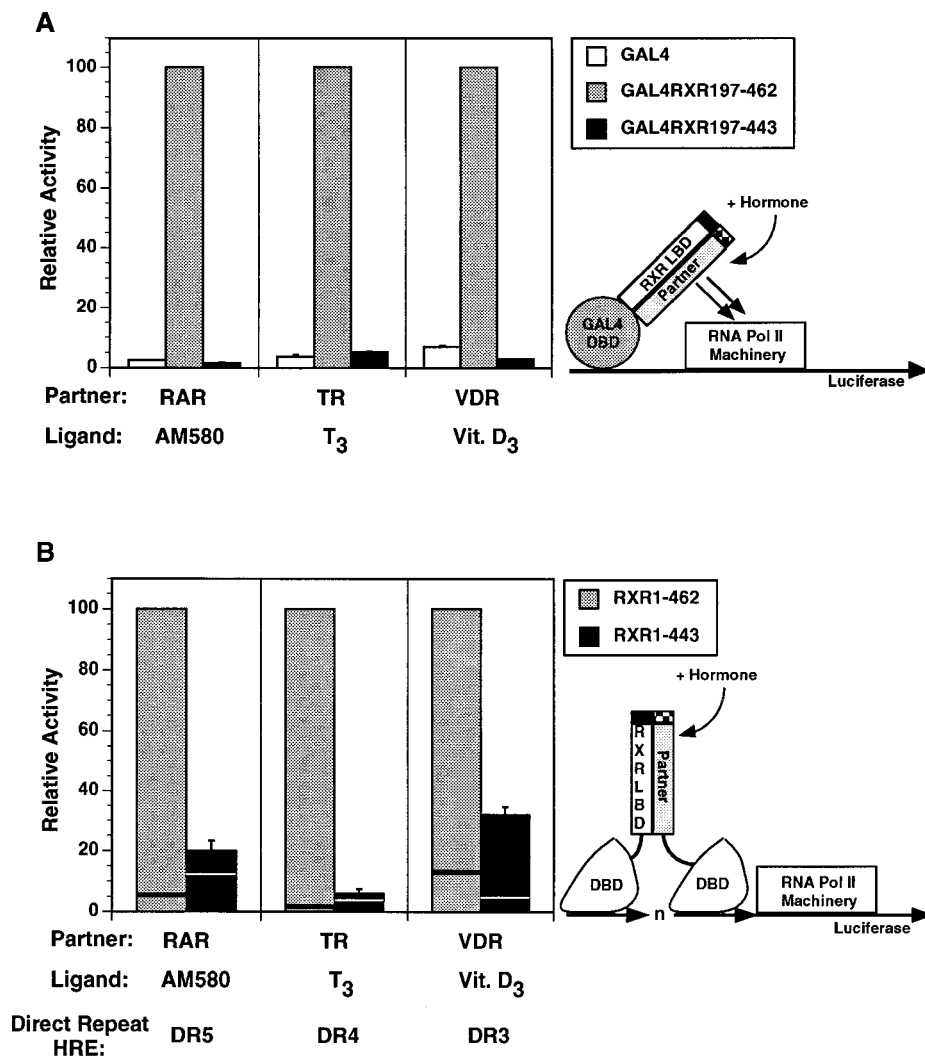 A
100
80
60
40
20
0
Relative Activity
GAL4
GAL4RXR197-462
GAL4RXR197-443
+ Hormone
RXR LBD
Partner
GAL4
DBD
RNA Pol II
Machinery
Luciferase
Partner: RAR TR VDR
Ligand: AM580 T3 Vit. D3
B
100
80
60
40
20
0
Relative Activity
RXR1-462
RXR1-443
+ Hormone
RXR LBD
Partner
DBD
n
DBD
RNA Pol II
Machinery
Luciferase
Partner: RAR TR VDR
Ligand: AM580 T3 Vit. D3
Direct Repeat
HRE: DR5 DR4 DR3